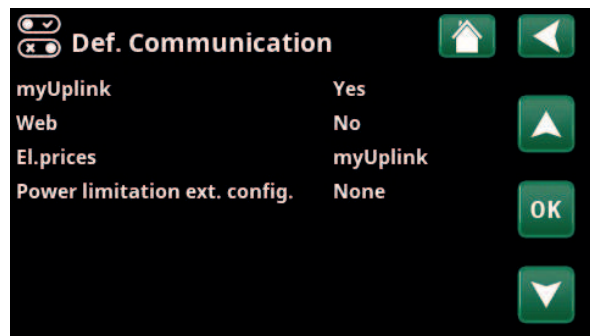 Def. Communication
myUplink Yes
Web No
El.prices myUplink
Power limitation ext. config. None
OK